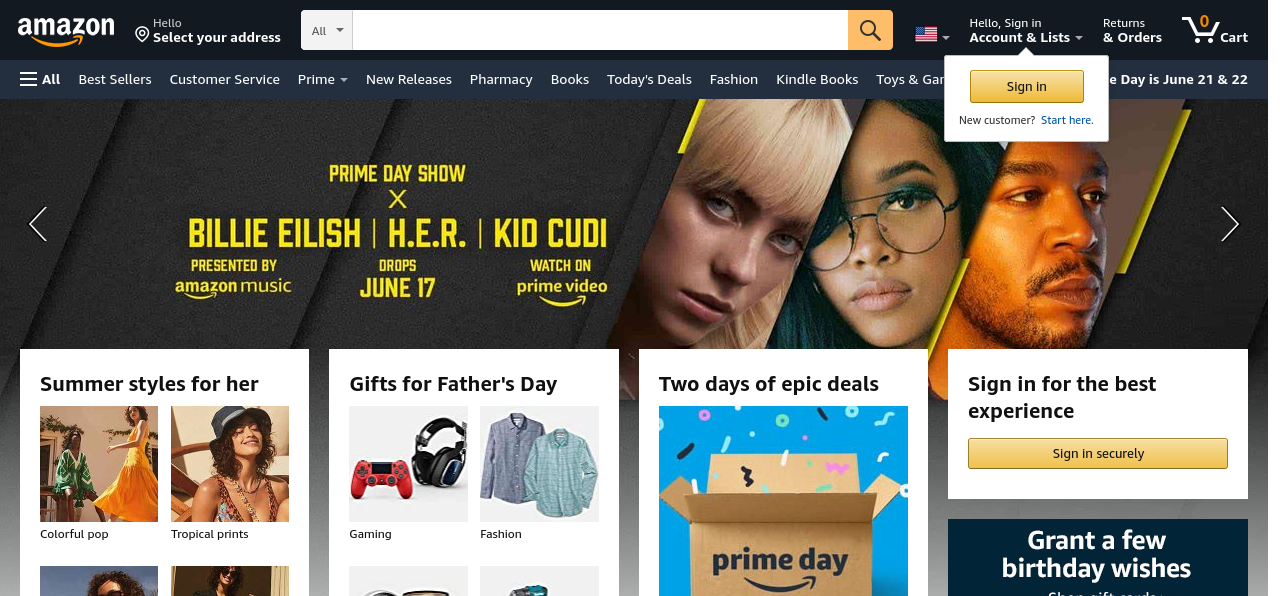 amazon
Hello
Select your address
All
Hello, Sign in
Account & Lists
Returns
& Orders
0
Cart
All
Best Sellers
Customer Service
Prime
New Releases
Pharmacy
Books
Today's Deals
Fashion
Kindle Books
Toys & Gar
e Day is June 21 & 22
Sign in
New customer? Start here.
PRIME DAY SHOW
X
BILLIE EILISH | H.E.R. | KID CUDI
PRESENTED BY
amazon music
DROPS
JUNE 17
WATCH ON
prime video
Summer styles for her
Colorful pop
Tropical prints
Gifts for Father's Day
Gaming
Fashion
Two days of epic deals
prime day
Sign in for the best
experience
Sign in securely
Grant a few
birthday wishes